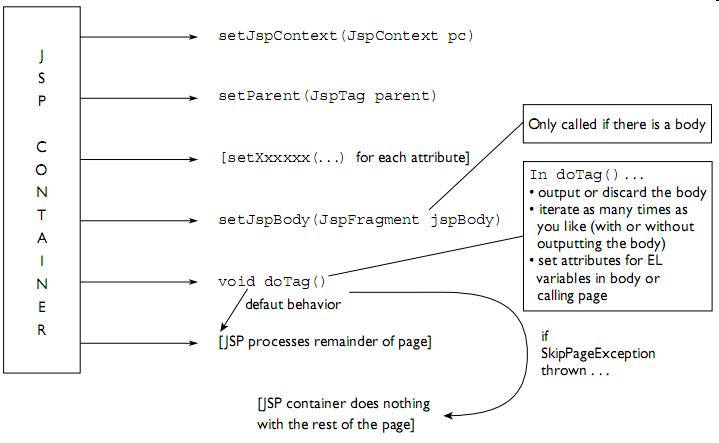 JSP CONTAINER
setJspContext(JspContext pc)
setParent(JspTag parent)
Only called if there is a body
[setXxxxxx(...) for each attribute]
In doTag()...
• output or discard the body
• iterate as many times as
you like (with or without
outputting the body)
• set attributes for EL
variables in body or
calling page
setJspBody(JspFragment jspBody)
void doTag()
defaut behavior
[JSP processes remainder of page]
if
SkipPageException
thrown . . .
[JSP container does nothing
with the rest of the page]